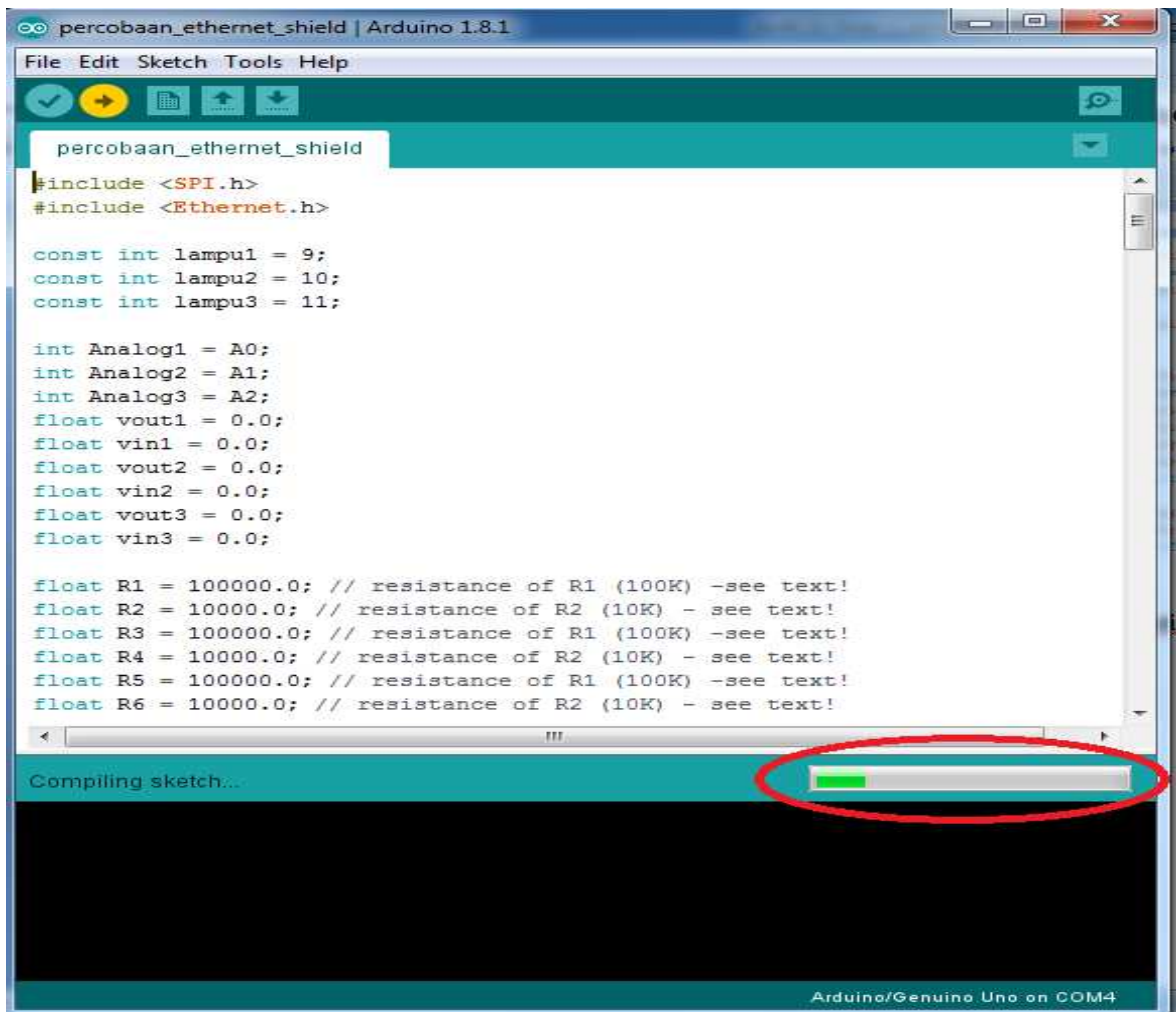 percobaan_ethernet_shield | Arduino 1.8.1
File Edit Sketch Tools Help
percobaan_ethernet_shield
#include <SPI.h>
#include <Ethernet.h>
const int lampu1 = 9;
const int lampu2 = 10;
const int lampu3 = 11;
int Analog1 = A0;
int Analog2 = A1;
int Analog3 = A2;
float vout1 = 0.0;
float vin1 = 0.0;
float vout2 = 0.0;
float vin2 = 0.0;
float vout3 = 0.0;
float vin3 = 0.0;
float R1 = 100000.0; // resistance of R1 (100K) -see text!
float R2 = 10000.0; // resistance of R2 (10K) - see text!
float R3 = 100000.0; // resistance of R1 (100K) -see text!
float R4 = 10000.0; // resistance of R2 (10K) - see text!
float R5 = 100000.0; // resistance of R1 (100K) -see text!
float R6 = 10000.0; // resistance of R2 (10K) - see text!
Compiling sketch...
Arduino/Genuino Uno on COM4